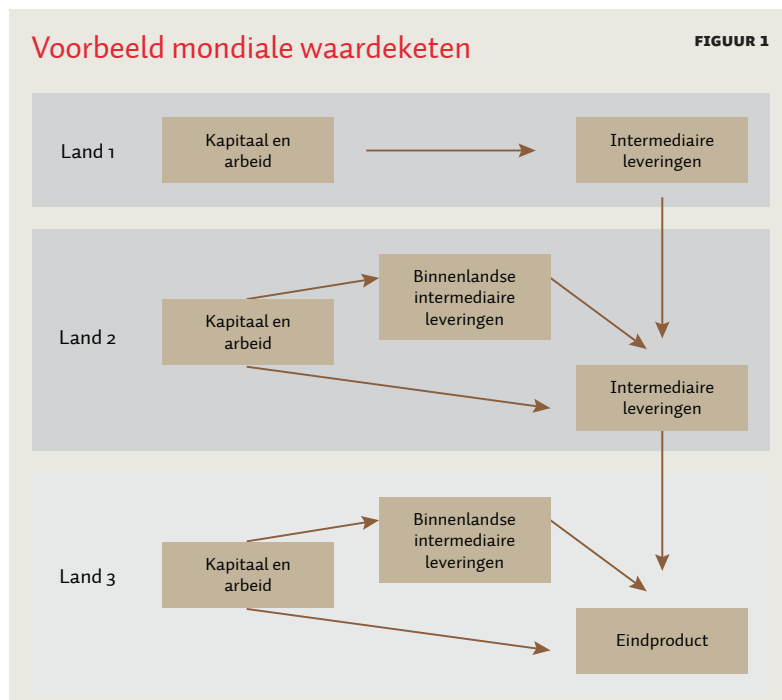 Voorbeeld mondiale waardeketen
FIGUUR 1
Land 1
Kapitaal en
arbeid
Intermediaire
leveringen
Land 2
Kapitaal en
arbeid
Binnenlandse
intermediaire
leveringen
Intermediaire
leveringen
Land 3
Kapitaal en
arbeid
Binnenlandse
intermediaire
leveringen
Eindproduct